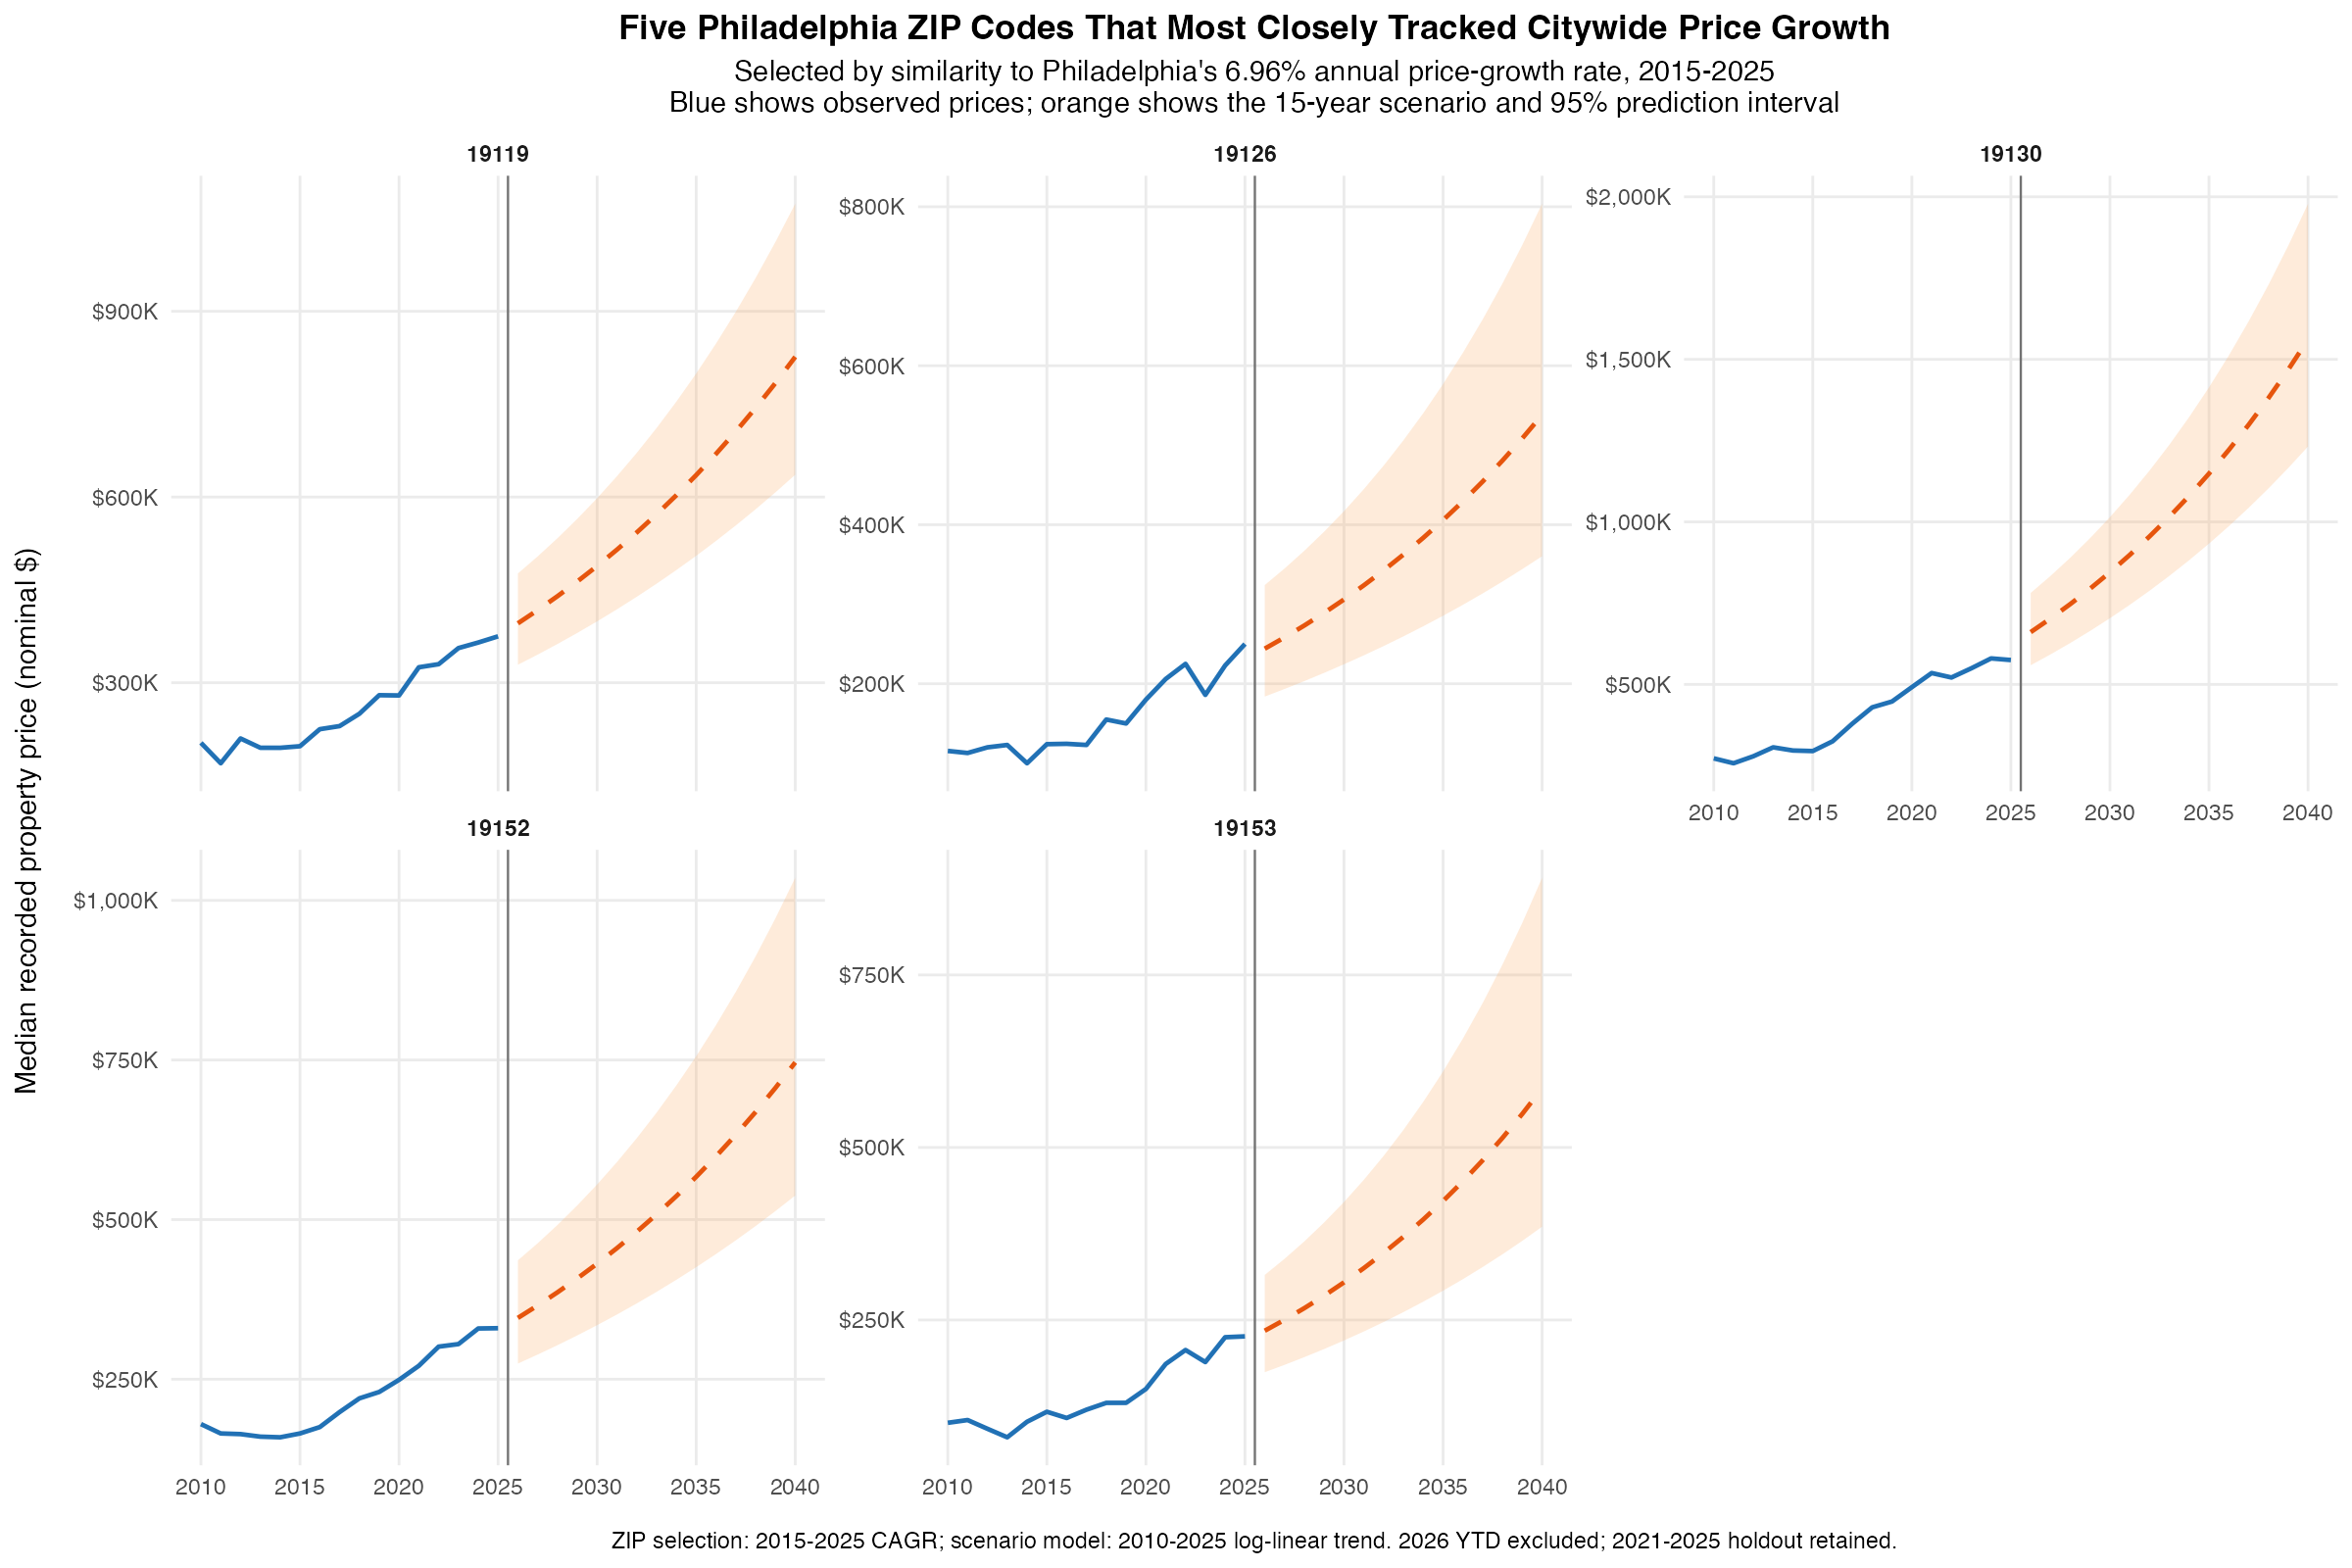 Five Philadelphia ZIP Codes That Most Closely Tracked Citywide Price Growth
Selected by similarity to Philadelphia's 6.96% annual price-growth rate, 2015-2025
Blue shows observed prices; orange shows the 15-year scenario and 95% prediction interval
Median recorded property price (nominal $)
19119
$900K
$600K
$300K
19126
$800K
$600K
$400K
$200K
19130
$2,000K
$1,500K
$1,000K
$500K
2010 2015 2020 2025 2030 2035 2040
19152
$1,000K
$750K
$500K
$250K
2010 2015 2020 2025 2030 2035 2040
19153
$750K
$500K
$250K
2010 2015 2020 2025 2030 2035 2040
ZIP selection: 2015-2025 CAGR; scenario model: 2010-2025 log-linear trend. 2026 YTD excluded; 2021-2025 holdout retained.